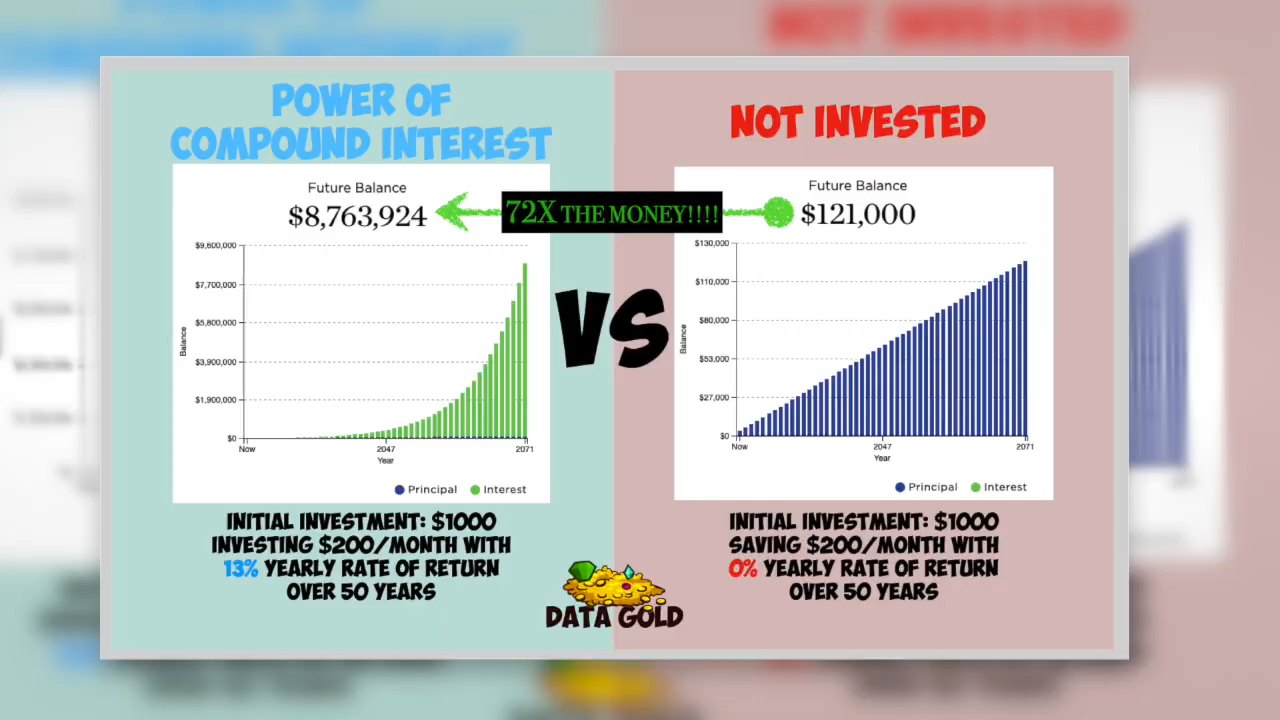 POWER OF
COMPOUND INTEREST
Future Balance
$8,763,924
$9,600,000
$7,700,000
$5,800,000
$3,900,000
$1,900,000
$0
Balance
Now
2047
2071
Year
Principal
Interest
INITIAL INVESTMENT: $1000
INVESTING $200/MONTH WITH
13% YEARLY RATE OF RETURN
OVER 50 YEARS
72X THE MONEY!!!!
VS
NOT INVESTED
Future Balance
$121,000
$130,000
$110,000
$80,000
$53,000
$27,000
$0
Balance
Now
2047
2071
Year
Principal
Interest
INITIAL INVESTMENT: $1000
SAVING $200/MONTH WITH
0% YEARLY RATE OF RETURN
OVER 50 YEARS
DATA GOLD